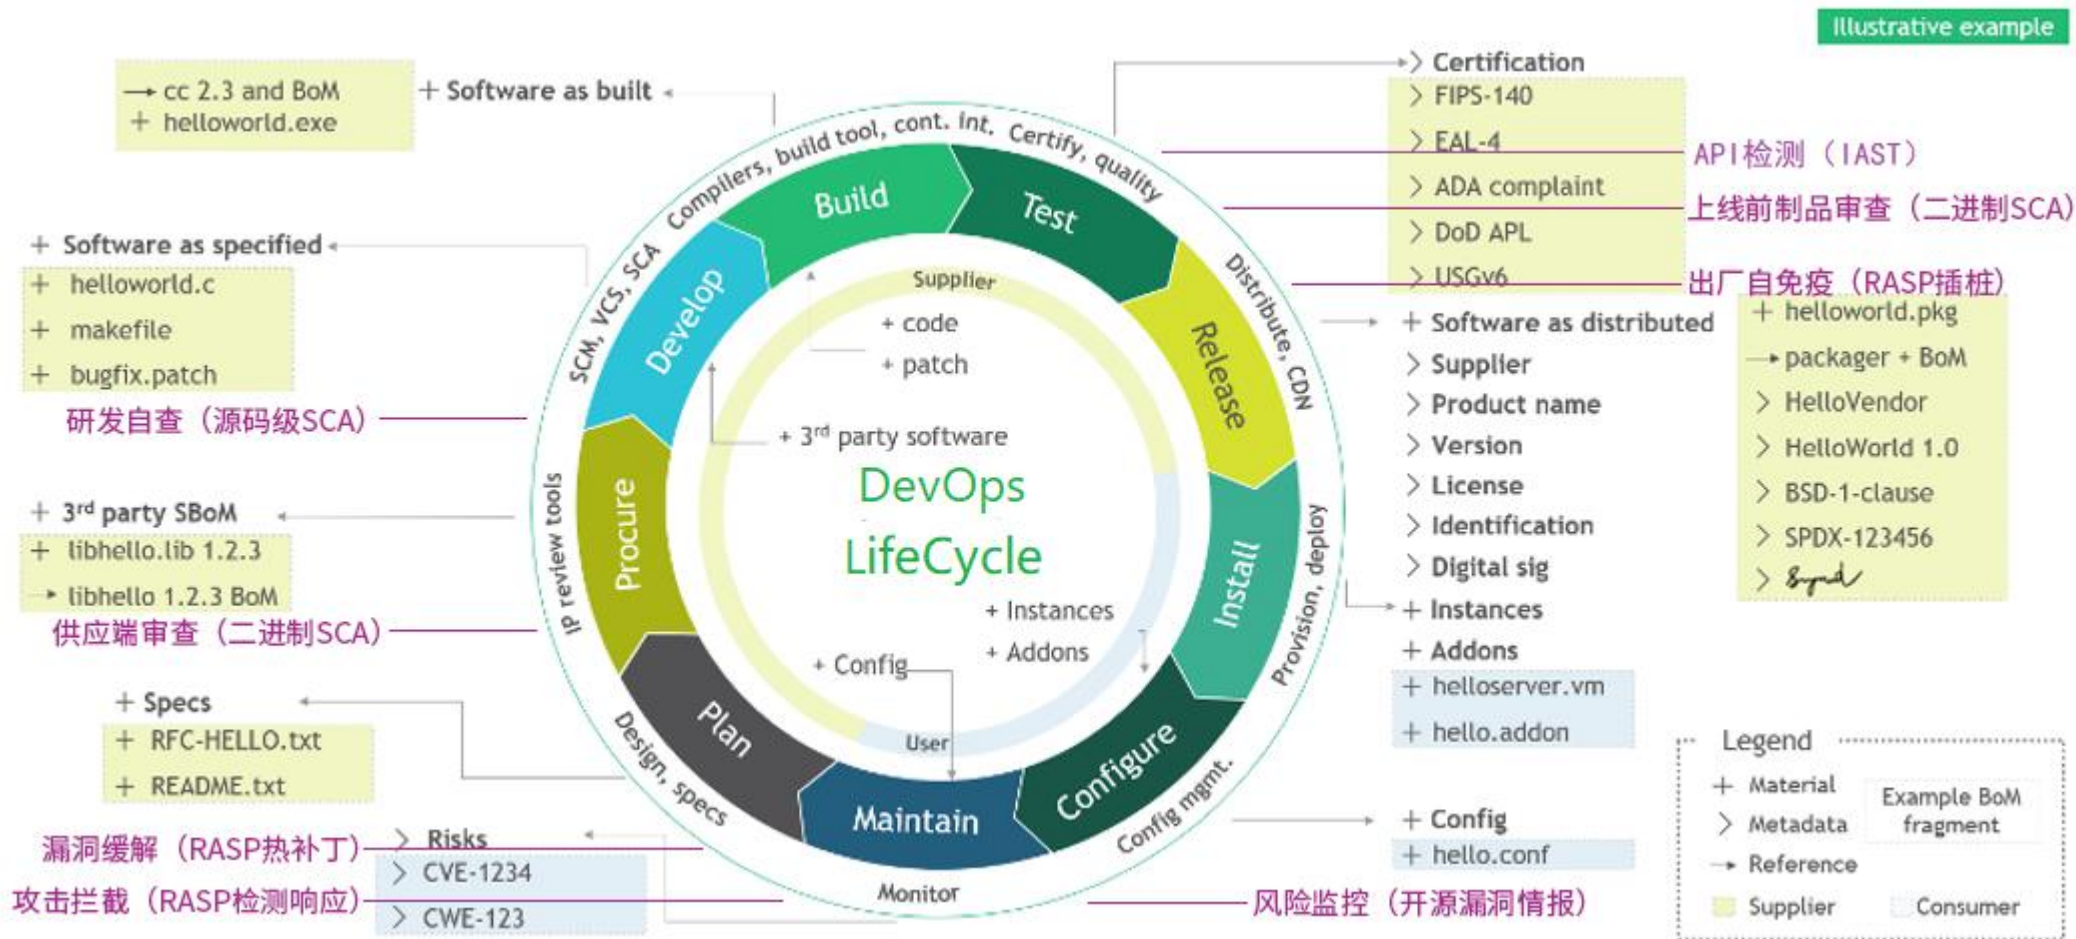 Illustrative example
→ cc 2.3 and BoM
+ helloworld.exe
+ Software as built
+ Software as specified
+ helloworld.c
+ makefile
+ bugfix.patch
研发自查（源码级SCA）
+ 3rd party SBoM
+ libhello.lib 1.2.3
→ libhello 1.2.3 BoM
供应端审查（二进制SCA）
+ Specs
+ RFC-HELLO.txt
+ README.txt
漏洞缓解（RASP热补丁）
> Risks
> CVE-1234
攻击拦截（RASP检测响应）
> CWE-123
Compilers, build tool, cont. int.
Certify, quality
SCM, VCS, SCA
Distribute, CDN
IP review tools
Provision, deploy
Design, specs
Config mgmt.
Monitor
Build
Test
Develop
Release
Procure
Install
Plan
Configure
Maintain
Supplier
+ code
+ patch
+ 3rd party software
DevOps
LifeCycle
+ Instances
+ Addons
+ Config
User
> Certification
> FIPS-140
> EAL-4
> ADA complaint
> DoD APL
> USGv6
API检测（IAST）
上线前制品审查（二进制SCA）
出厂自免疫（RASP插桩）
+ Software as distributed
> Supplier
> Product name
> Version
> License
> Identification
> Digital sig
+ helloworld.pkg
→ packager + BoM
> HelloVendor
> HelloWorld 1.0
> BSD-1-clause
> SPDX-123456
>
+ Instances
+ Addons
+ helloserver.vm
+ hello.addon
+ Config
+ hello.conf
风险监控（开源漏洞情报）
Legend
+ Material
> Metadata
→ Reference
Supplier
Consumer
Example BoM
fragment